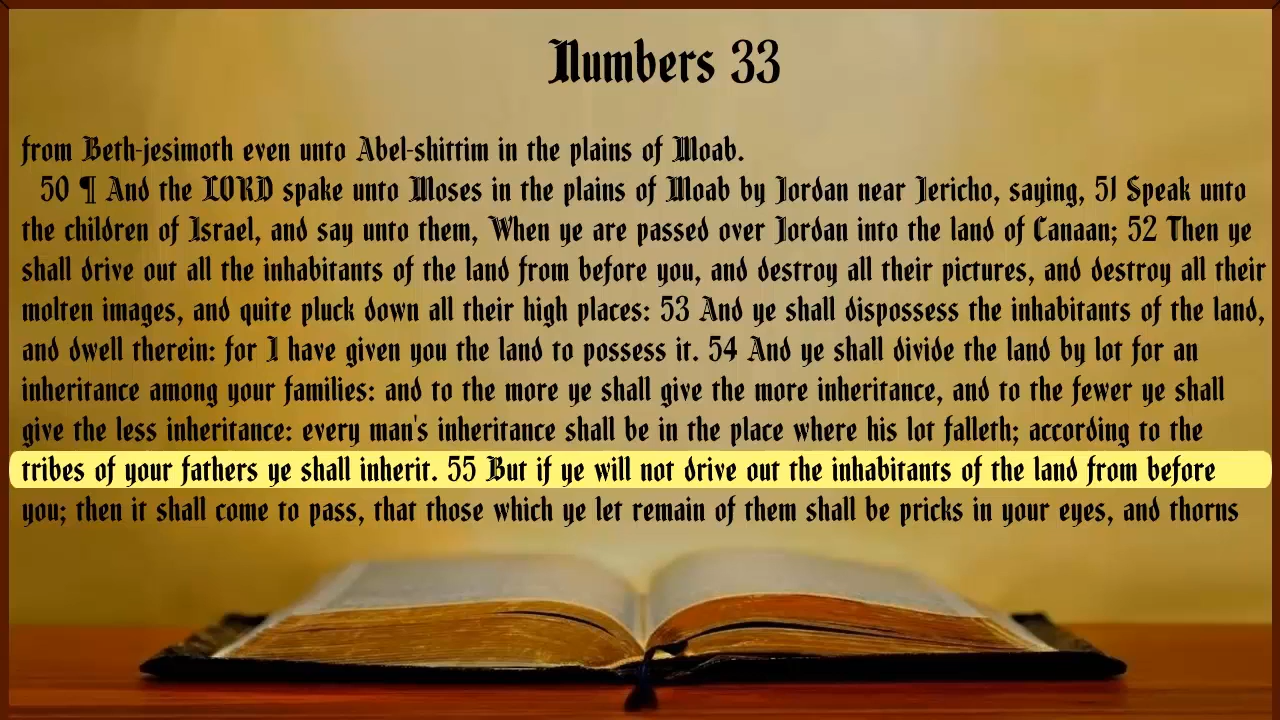 Numbers 33
from Beth-jesimoth even unto Abel-shittim in the plains of Moab.
50 ¶ And the LORD spake unto Moses in the plains of Moab by Jordan near Jericho, saying, 51 Speak unto
the children of Israel, and say unto them, When ye are passed over Jordan into the land of Canaan; 52 Then ye
shall drive out all the inhabitants of the land from before you, and destroy all their pictures, and destroy all their
molten images, and quite pluck down all their high places: 53 And ye shall dispossess the inhabitants of the land,
and dwell therein: for I have given you the land to possess it. 54 And ye shall divide the land by lot for an
inheritance among your families: and to the more ye shall give the more inheritance, and to the fewer ye shall
give the less inheritance: every man's inheritance shall be in the place where his lot falleth; according to the
tribes of your fathers ye shall inherit. 55 But if ye will not drive out the inhabitants of the land from before
you; then it shall come to pass, that those which ye let remain of them shall be pricks in your eyes, and thorns